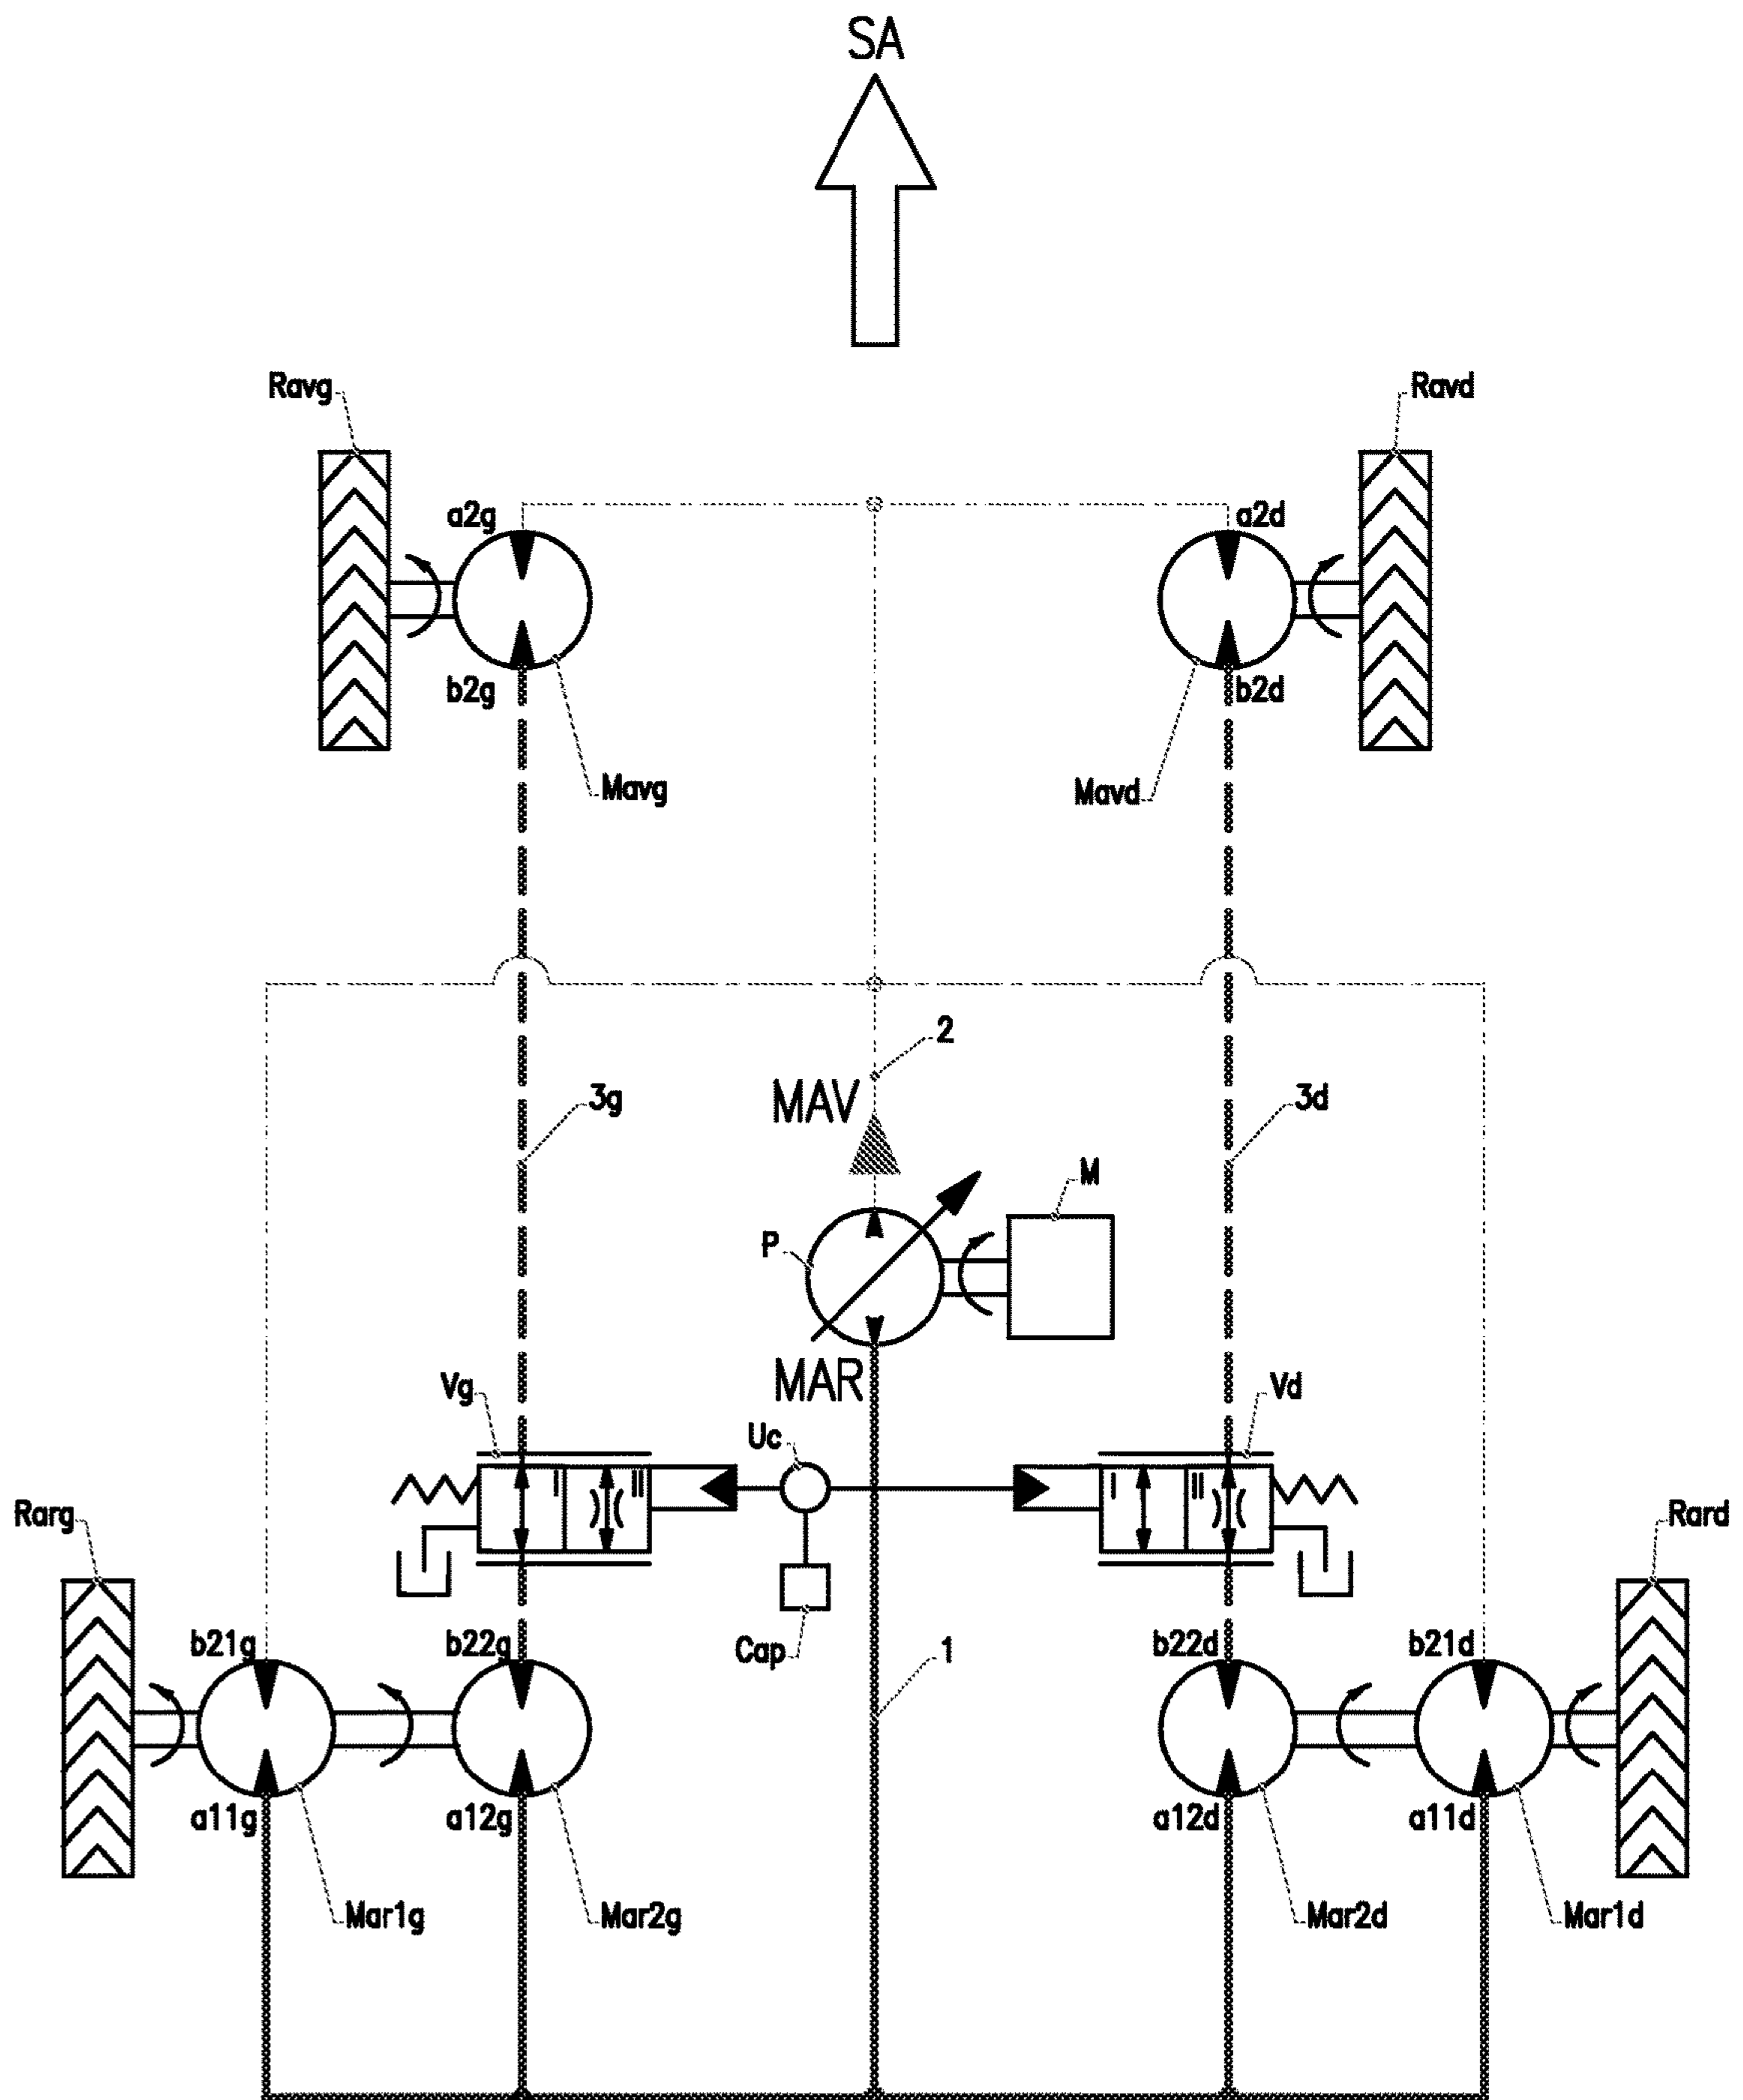 SA
Ravg
Ravd
a2g
a2d
b2g
b2d
Mavg
Mavd
2
MAV
3g
3d
M
P
MAR
Vg
Vd
Uc
I
II
I
II
Rarg
Rard
b21g
b22g
Cap
1
b22d
b21d
a11g
a12g
a12d
a11d
Mar1g
Mar2g
Mar2d
Mar1d